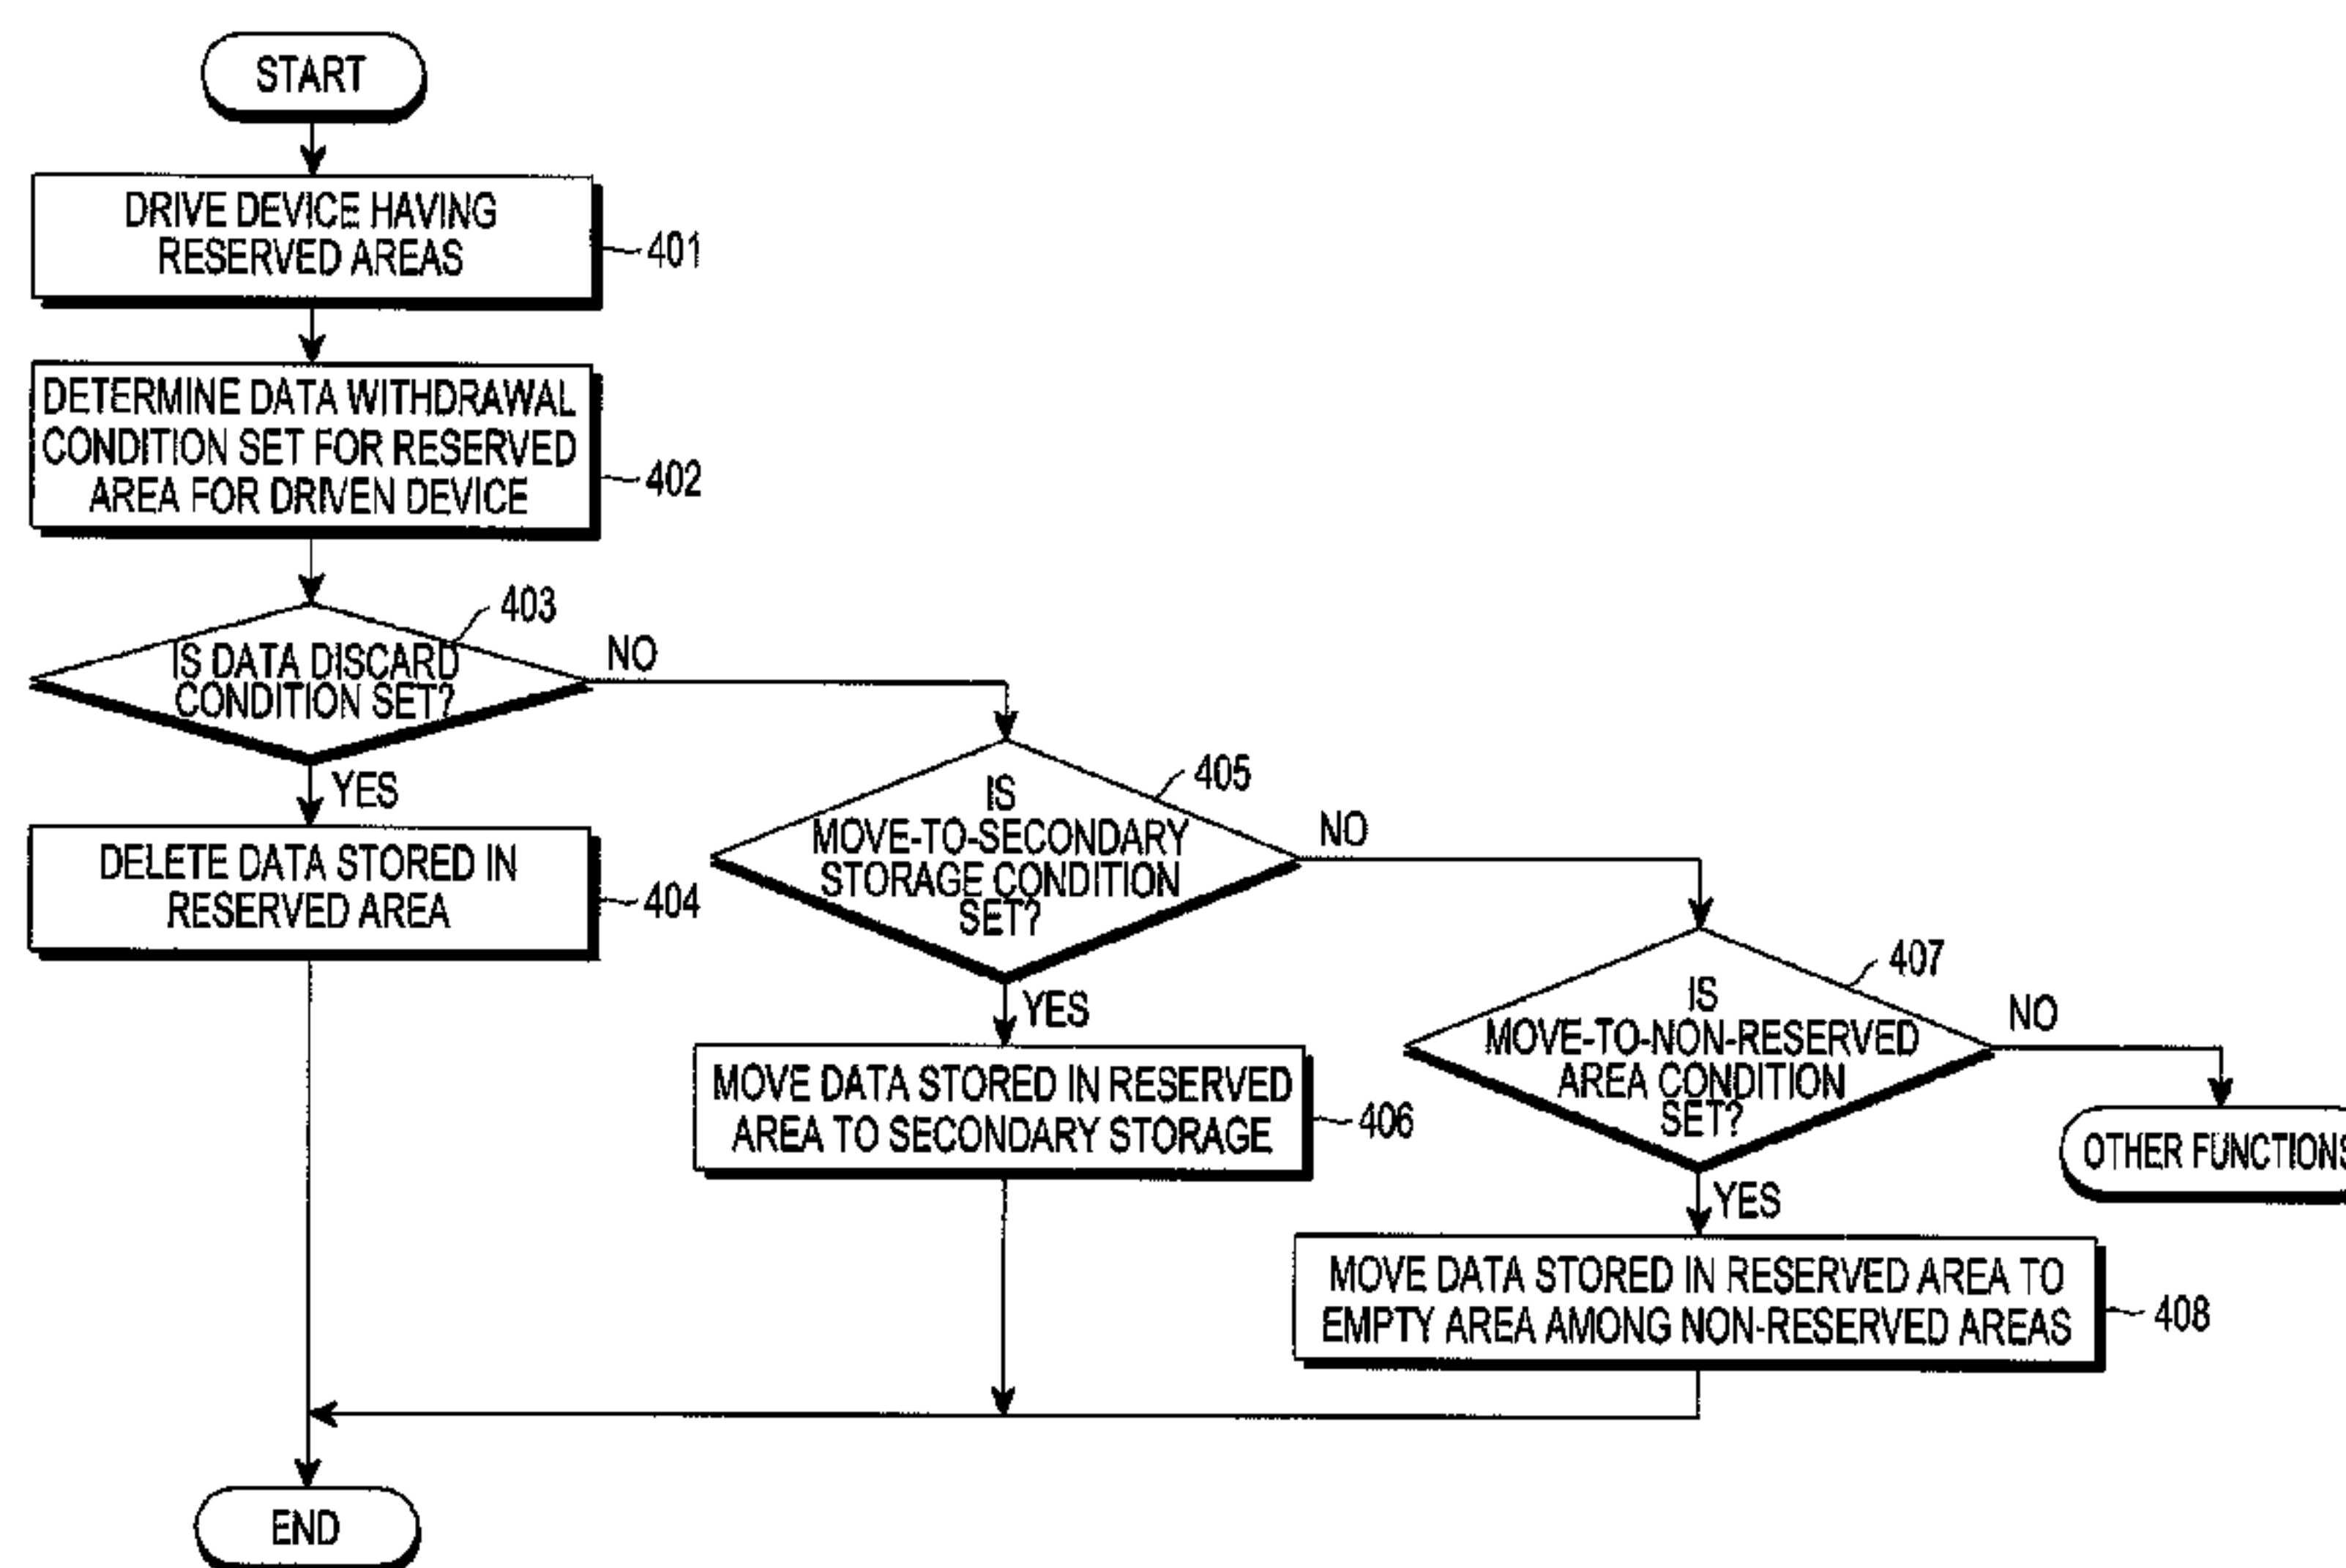 START
DRIVE DEVICE HAVING
RESERVED AREAS
401
DETERMINE DATA WITHDRAWAL
CONDITION SET FOR RESERVED
AREA FOR DRIVEN DEVICE
402
403
IS DATA DISCARD
CONDITION SET?
NO
YES
DELETE DATA STORED IN
RESERVED AREA
404
405
IS
MOVE-TO-SECONDARY
STORAGE CONDITION
SET?
NO
YES
MOVE DATA STORED IN RESERVED
AREA TO SECONDARY STORAGE
406
407
IS
MOVE-TO-NON-RESERVED
AREA CONDITION
SET?
NO
OTHER FUNCTIONS
YES
MOVE DATA STORED IN RESERVED AREA TO
EMPTY AREA AMONG NON-RESERVED AREAS
408
END